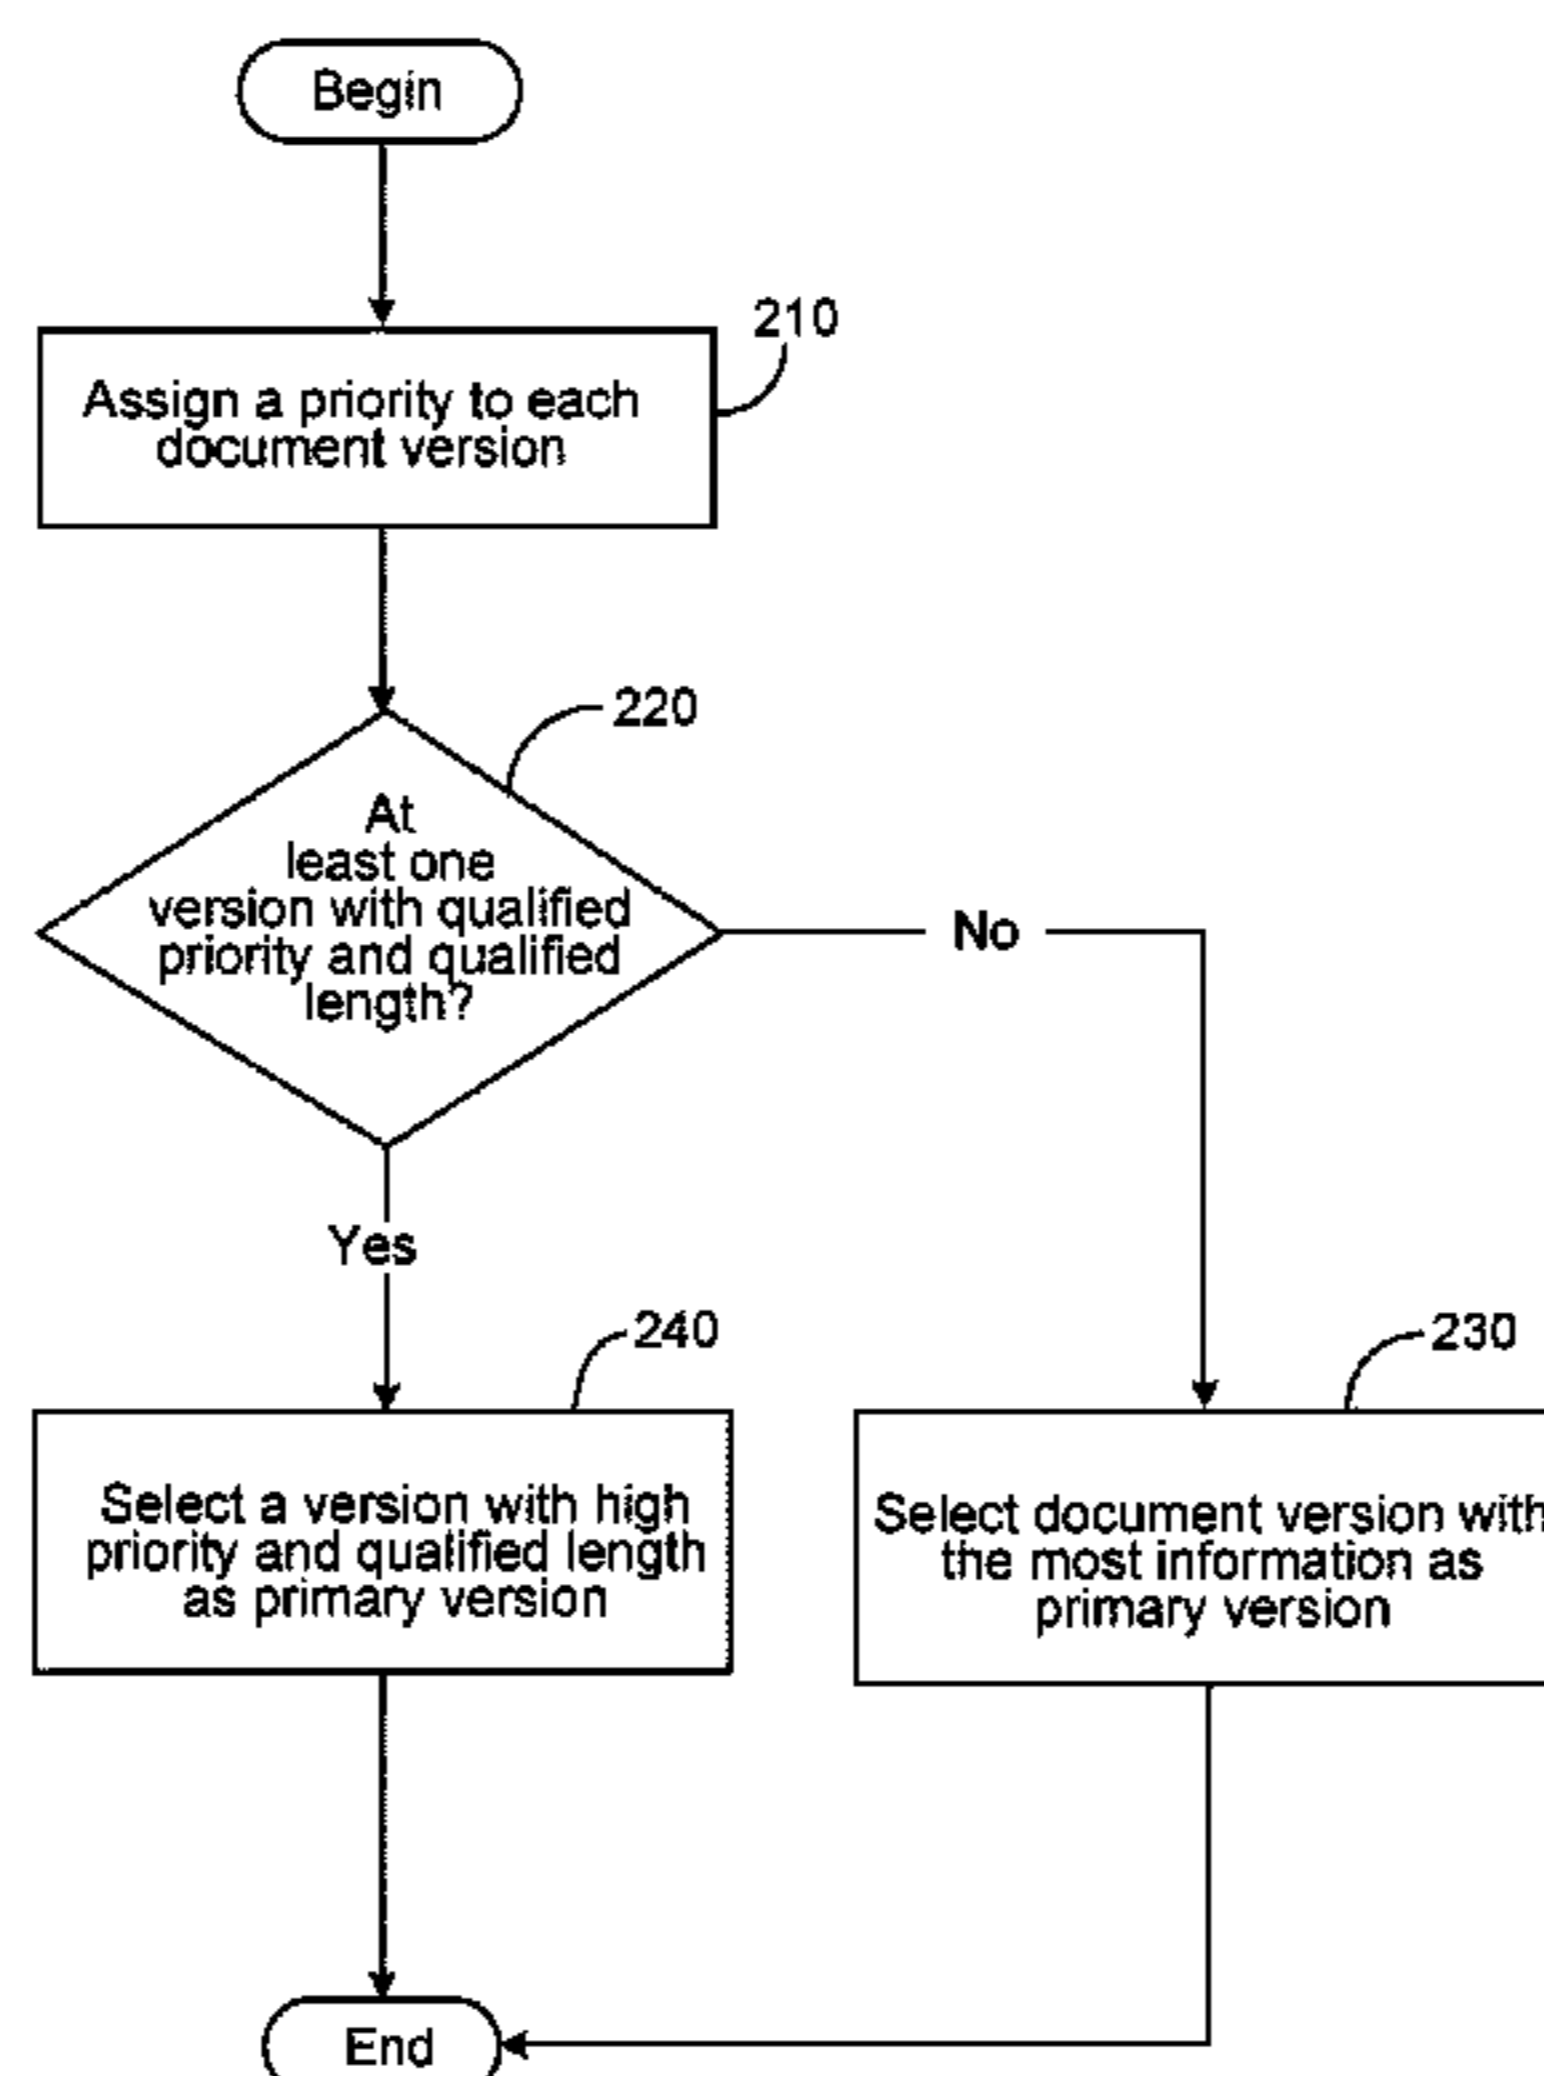 Begin
210
Assign a priority to each
document version
220
At
least one
version with qualified
priority and qualified
length?
No
Yes
240
230
Select a version with high
priority and qualified length
as primary version
Select document version with
the most information as
primary version
End